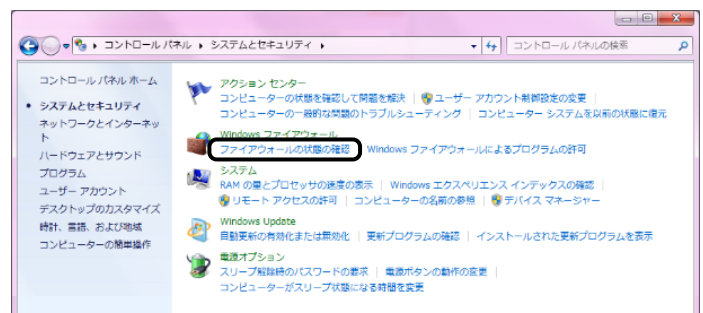 コントロール パネル ▸ システムとセキュリティ ▸
コントロール パネルの検索
コントロール パネル ホーム
システムとセキュリティ
ネットワークとインターネッ
ト
ハードウェアとサウンド
プログラム
ユーザー アカウント
デスクトップのカスタマイズ
時計、言語、および地域
コンピューターの簡単操作
アクション センター
コンピューターの状態を確認して問題を解決 | ユーザー アカウント制御設定の変更 |
コンピューターの一般的な問題のトラブルシューティング | コンピューター システムを以前の状態に復元
Windows ファイアウォール
ファイアウォールの状態の確認 | Windows ファイアウォールによるプログラムの許可
システム
RAM の量とプロセッサの速度の表示 | Windows エクスペリエンス インデックスの確認 |
リモート アクセスの許可 | コンピューターの名前の参照 | デバイス マネージャー
Windows Update
自動更新の有効化または無効化 | 更新プログラムの確認 | インストールされた更新プログラムを表示
電源オプション
スリープ解除時のパスワードの要求 | 電源ボタンの動作の変更 |
コンピューターがスリープ状態になる時間を変更